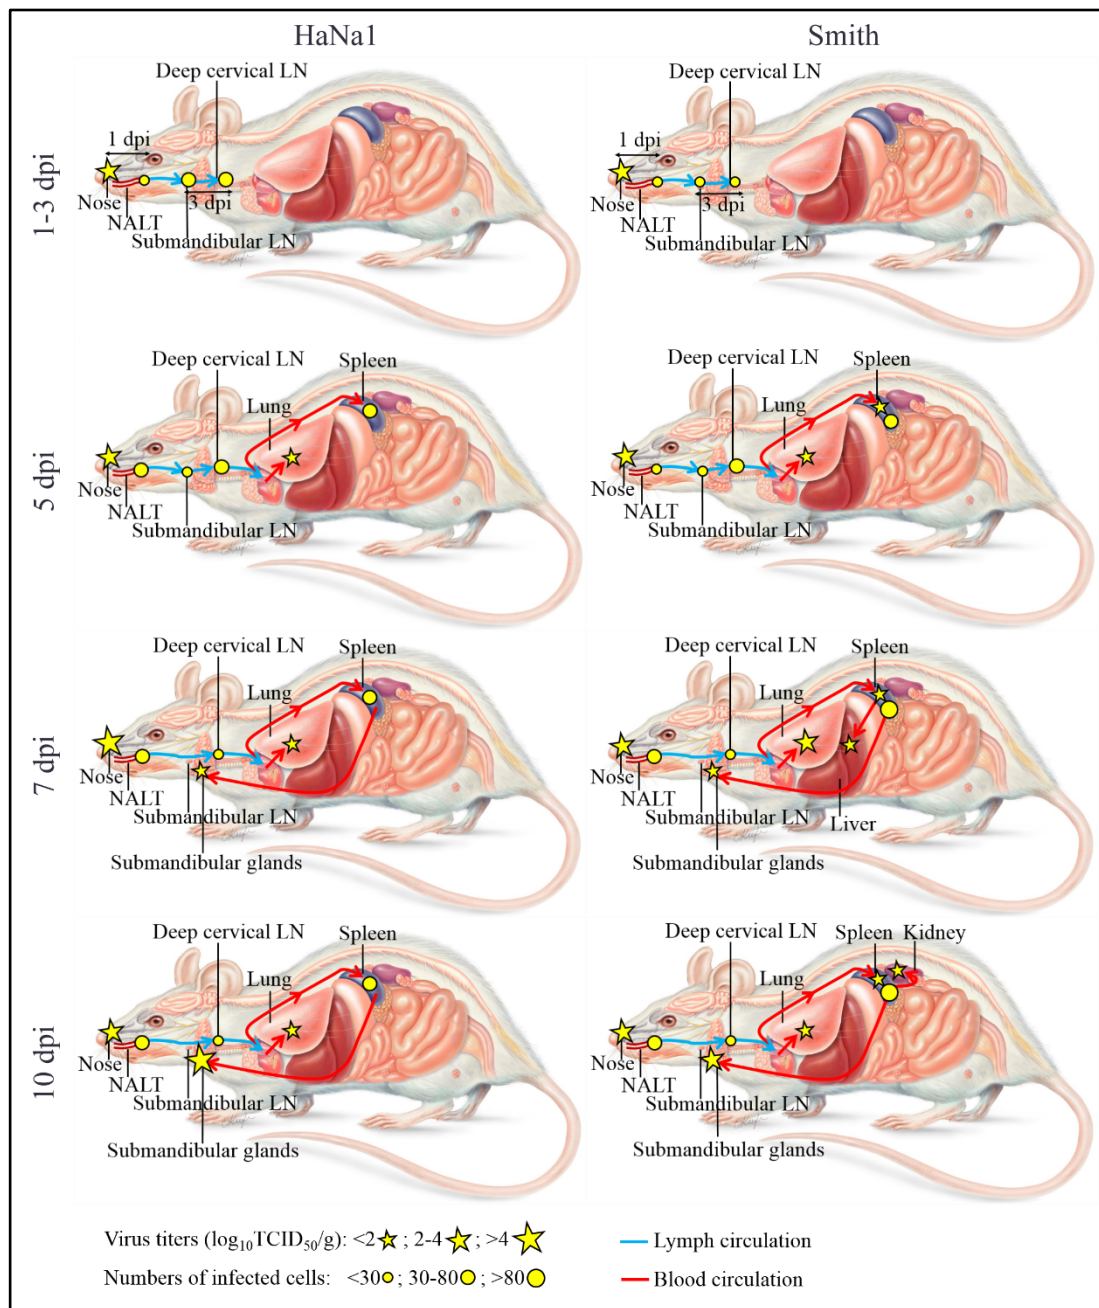 HaNa1
Smith
1-3 dpi
Deep cervical LN
1 dpi
Nose
NALT
3 dpi
Submandibular LN
Deep cervical LN
1 dpi
Nose
NALT
3 dpi
Submandibular LN
5 dpi
Deep cervical LN
Spleen
Lung
Nose
NALT
Submandibular LN
Deep cervical LN
Spleen
Lung
Nose
NALT
Submandibular LN
7 dpi
Deep cervical LN
Spleen
Lung
Nose
NALT
Submandibular LN
Submandibular glands
Deep cervical LN
Spleen
Lung
Nose
NALT
Submandibular LN
Liver
Submandibular glands
10 dpi
Deep cervical LN
Spleen
Lung
Nose
NALT
Submandibular LN
Submandibular glands
Deep cervical LN
Spleen Kidney
Lung
Nose
NALT
Submandibular LN
Submandibular glands
Virus titers (log₁₀TCID₅₀/g): <2 ; 2-4 ; >4
Lymph circulation
Numbers of infected cells: <30 ; 30-80 ; >80
Blood circulation